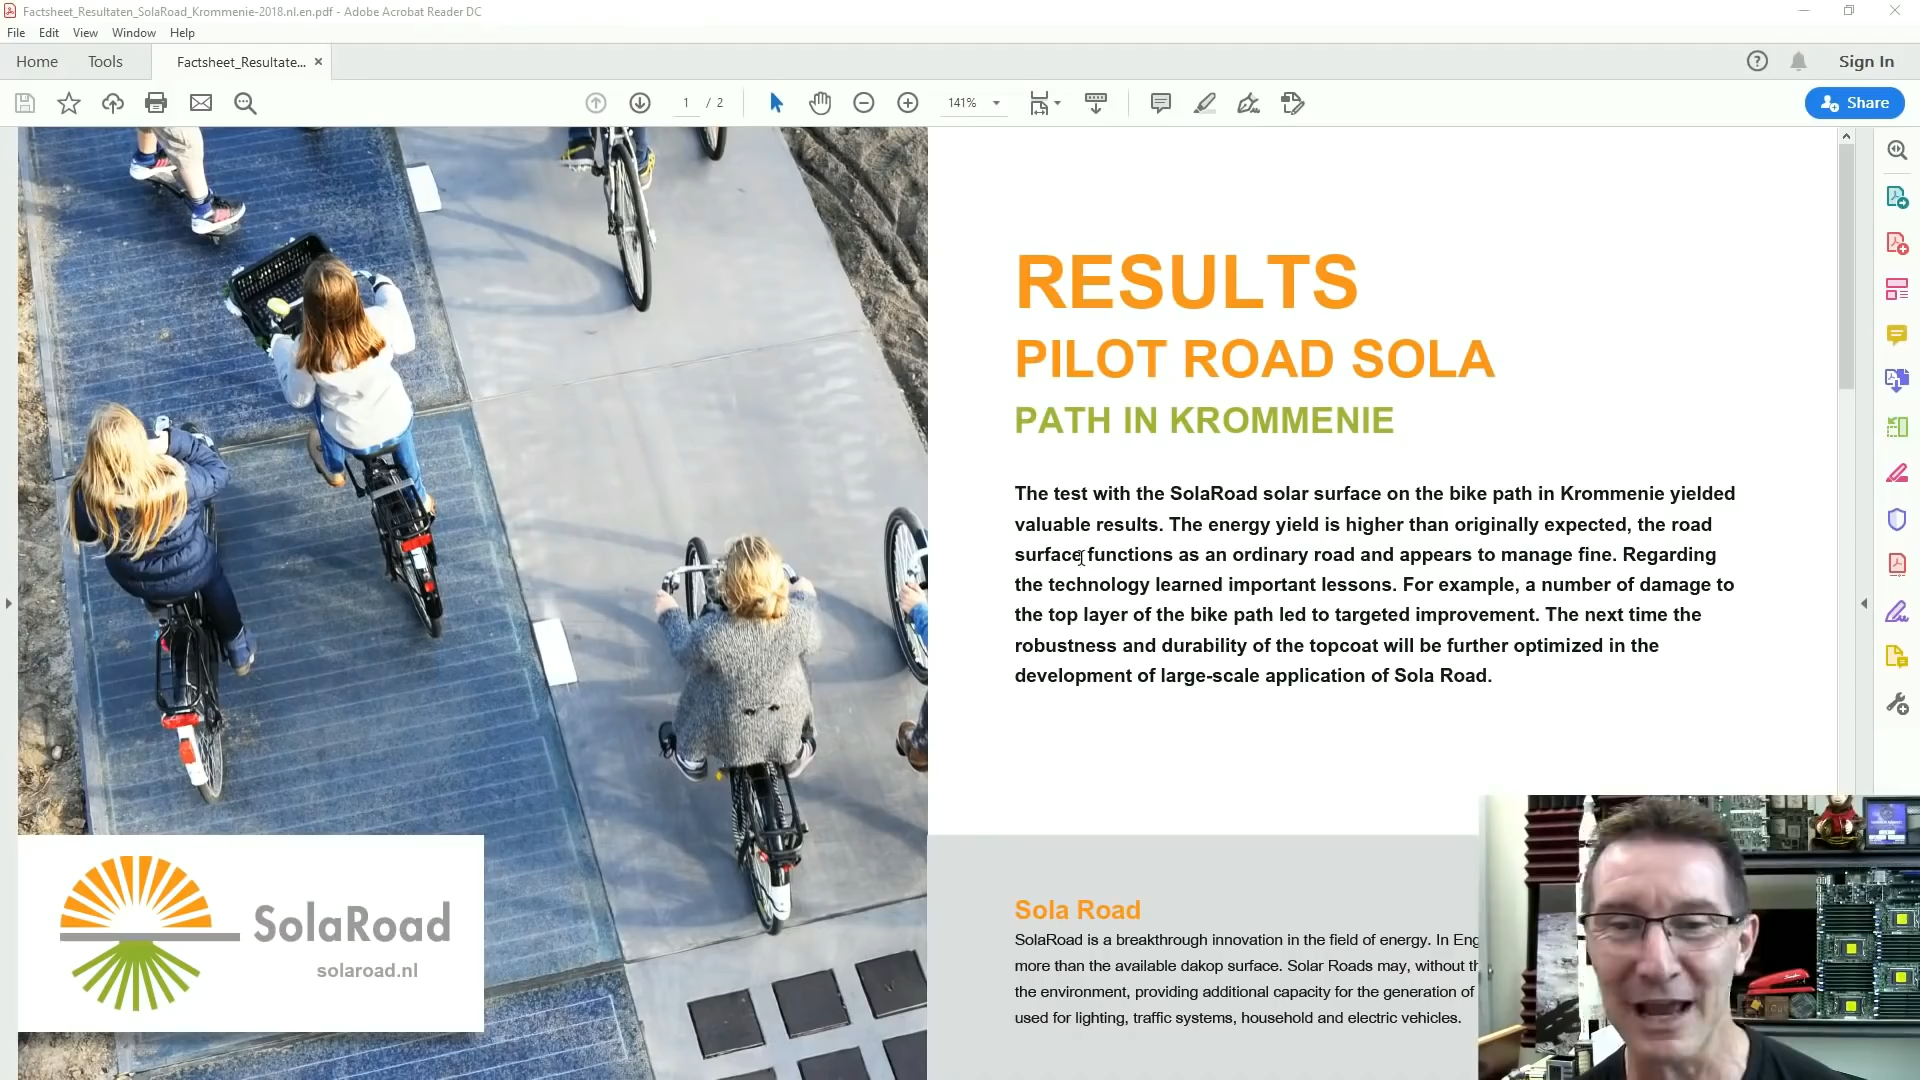 Factsheet_Resultaten_SolaRoad_Krommenie-2018.nl.en.pdf - Adobe Acrobat Reader DC
File Edit View Window Help
Home Tools Factsheet_Resultate... × Sign In
1 / 2 141% Share
RESULTS
PILOT ROAD SOLA
PATH IN KROMMENIE
The test with the SolaRoad solar surface on the bike path in Krommenie yielded
valuable results. The energy yield is higher than originally expected, the road
surface functions as an ordinary road and appears to manage fine. Regarding
the technology learned important lessons. For example, a number of damage to
the top layer of the bike path led to targeted improvement. The next time the
robustness and durability of the topcoat will be further optimized in the
development of large-scale application of Sola Road.
SolaRoad
solaroad.nl
Sola Road
SolaRoad is a breakthrough innovation in the field of energy. In Eng
more than the available dakop surface. Solar Roads may, without th
the environment, providing additional capacity for the generation of
used for lighting, traffic systems, household and electric vehicles.